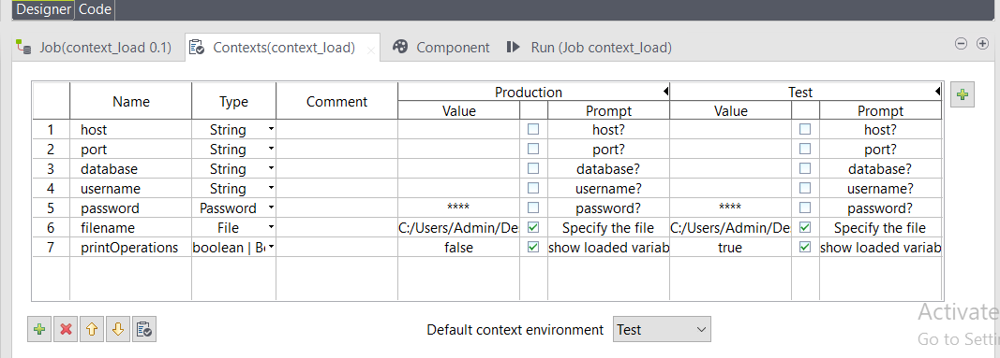 Designer Code
Job(context_load 0.1) Contexts(context_load) Component Run (Job context_load)
Production Test
Name Type Comment
Value Prompt Value Prompt
1 host String host? host?
2 port String port? port?
3 database String database? database?
4 username String username? username?
5 password Password **** password? **** password?
6 filename File C:/Users/Admin/De Specify the file C:/Users/Admin/De Specify the file
7 printOperations boolean | B false show loaded variab true show loaded variab
Default context environment Test
Activate
Go to Setti